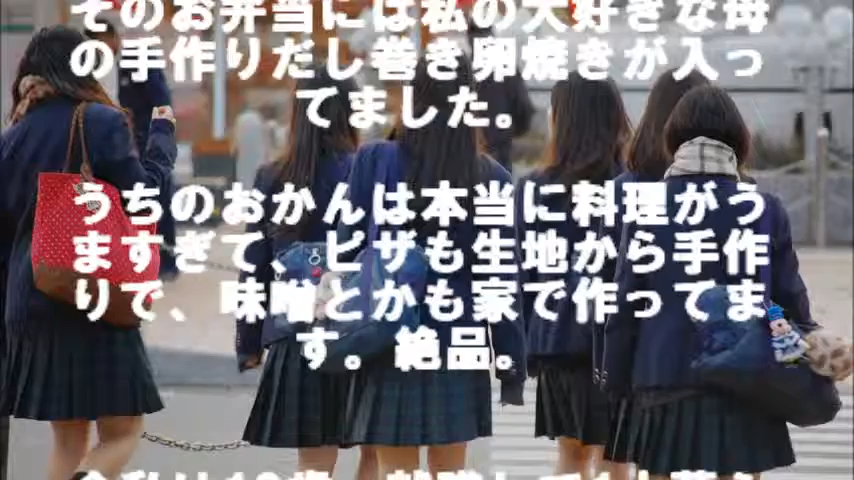 そのお弁当には私の大好きな母
の手作りだし巻き卵焼きが入っ
てました。
うちのおかんは本当に料理がう
ますぎて、ピザも生地から手作
りで、味噌とかも家で作ってま
す。絶品。